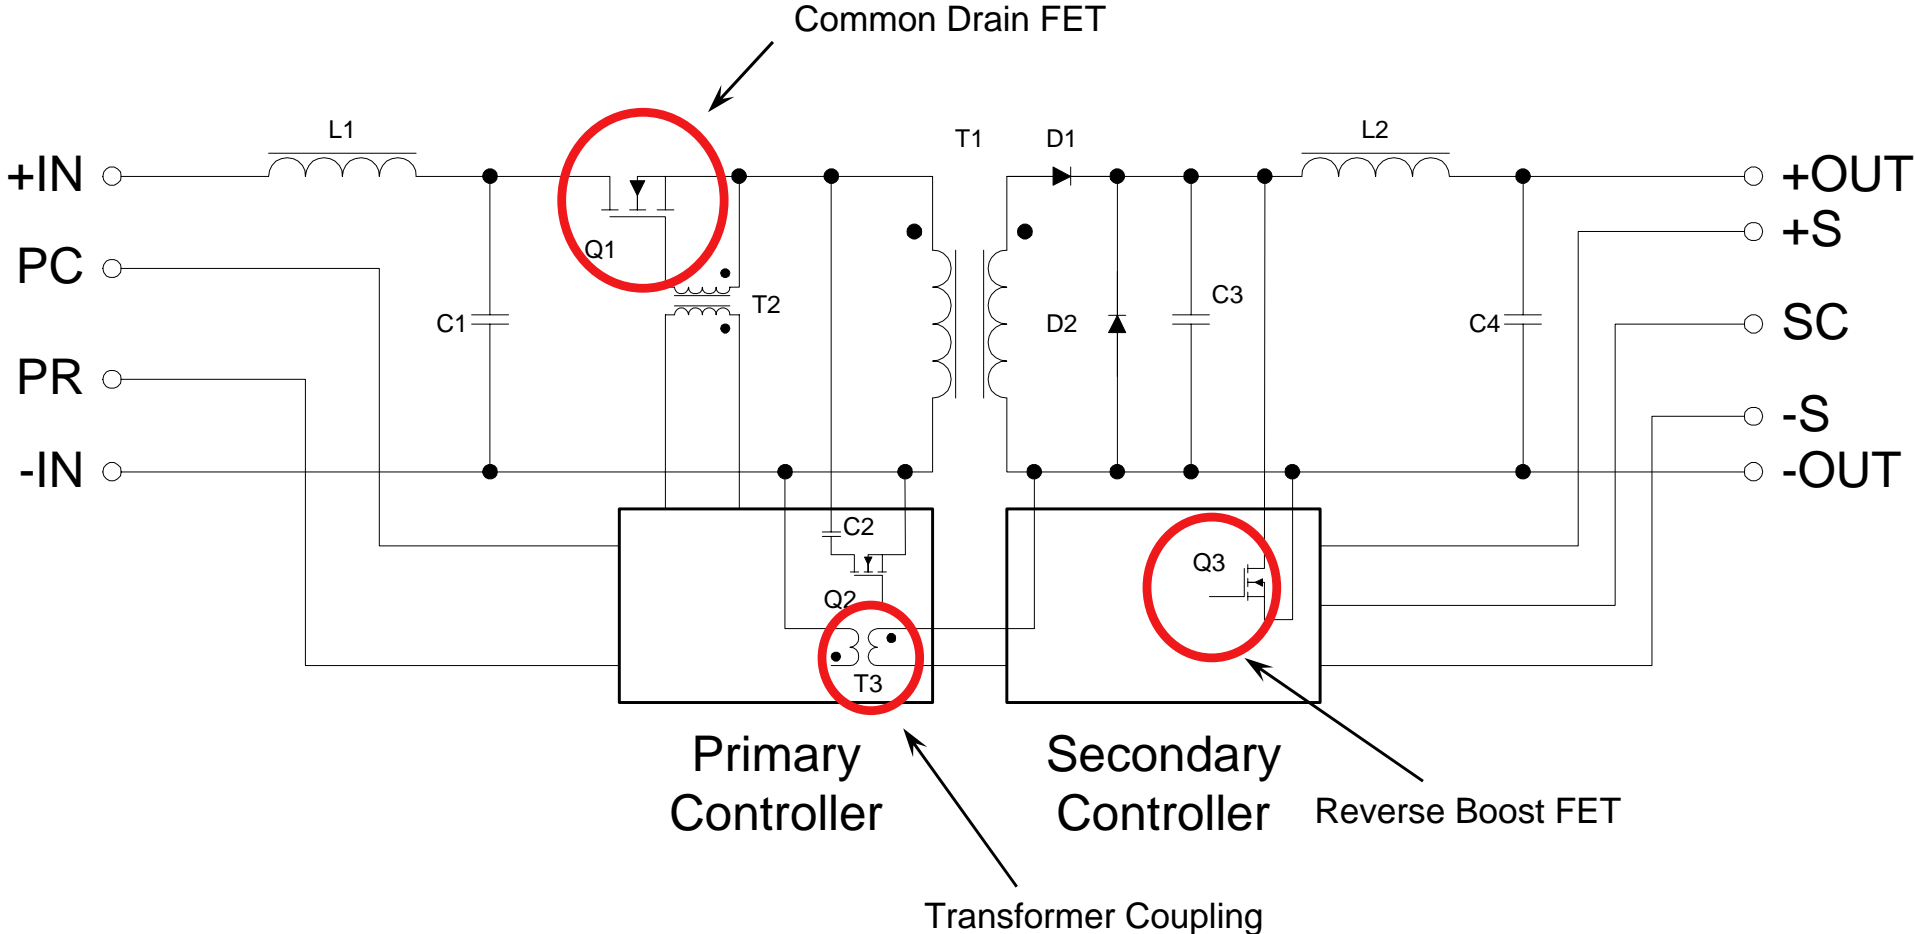 Common Drain FET
L1
T1
D1
L2
+IN
+OUT
+S
Q1
PC
C3
T2
C1
D2
C4
SC
PR
-S
-IN
-OUT
C2
Q3
Q2
T3
Primary
Controller
Secondary
Controller
Reverse Boost FET
Transformer Coupling